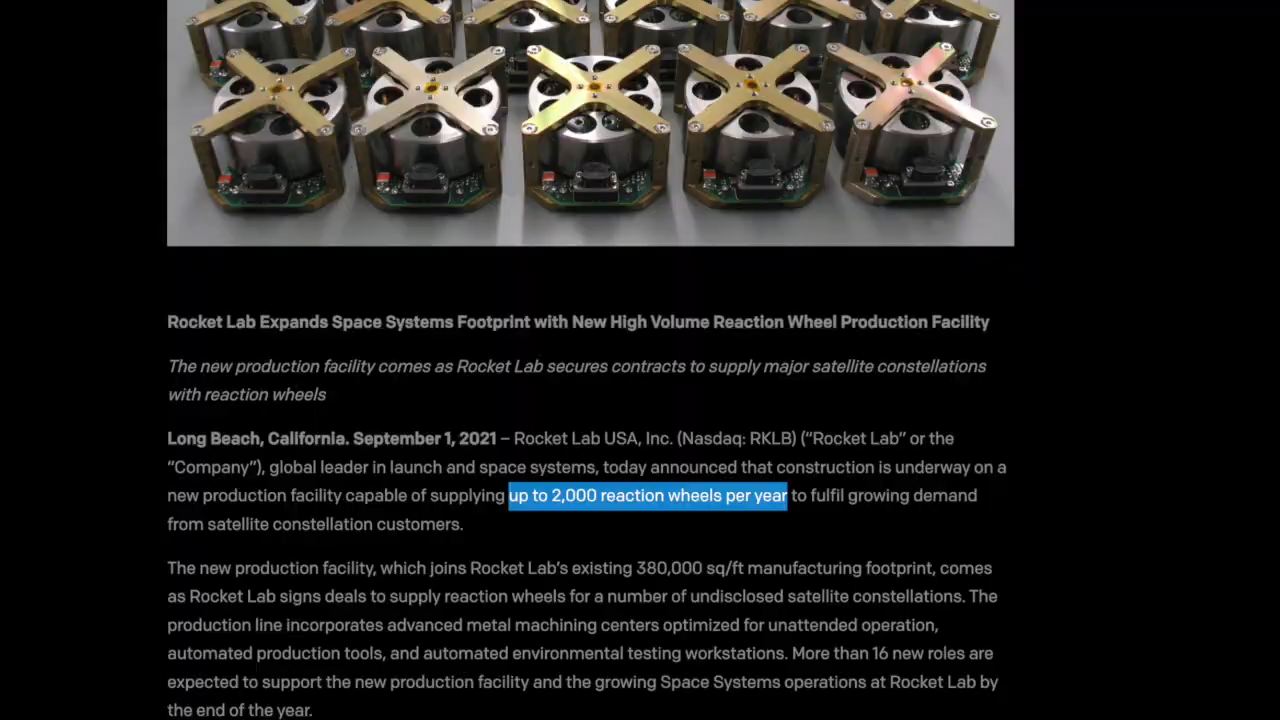 Rocket Lab Expands Space Systems Footprint with New High Volume Reaction Wheel Production Facility
The new production facility comes as Rocket Lab secures contracts to supply major satellite constellations
with reaction wheels
Long Beach, California. September 1, 2021 – Rocket Lab USA, Inc. (Nasdaq: RKLB) (“Rocket Lab” or the
“Company”), global leader in launch and space systems, today announced that construction is underway on a
new production facility capable of supplying up to 2,000 reaction wheels per year to fulfil growing demand
from satellite constellation customers.
The new production facility, which joins Rocket Lab’s existing 380,000 sq/ft manufacturing footprint, comes
as Rocket Lab signs deals to supply reaction wheels for a number of undisclosed satellite constellations. The
production line incorporates advanced metal machining centers optimized for unattended operation,
automated production tools, and automated environmental testing workstations. More than 16 new roles are
expected to support the new production facility and the growing Space Systems operations at Rocket Lab by
the end of the year.